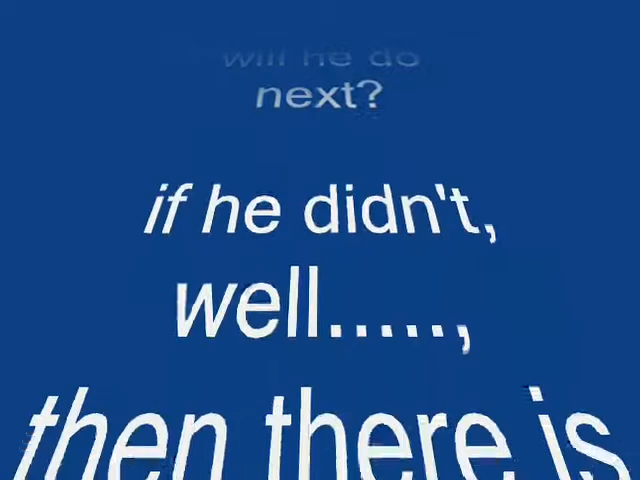 will he do
next?
if he didn't,
well.....,
then there is